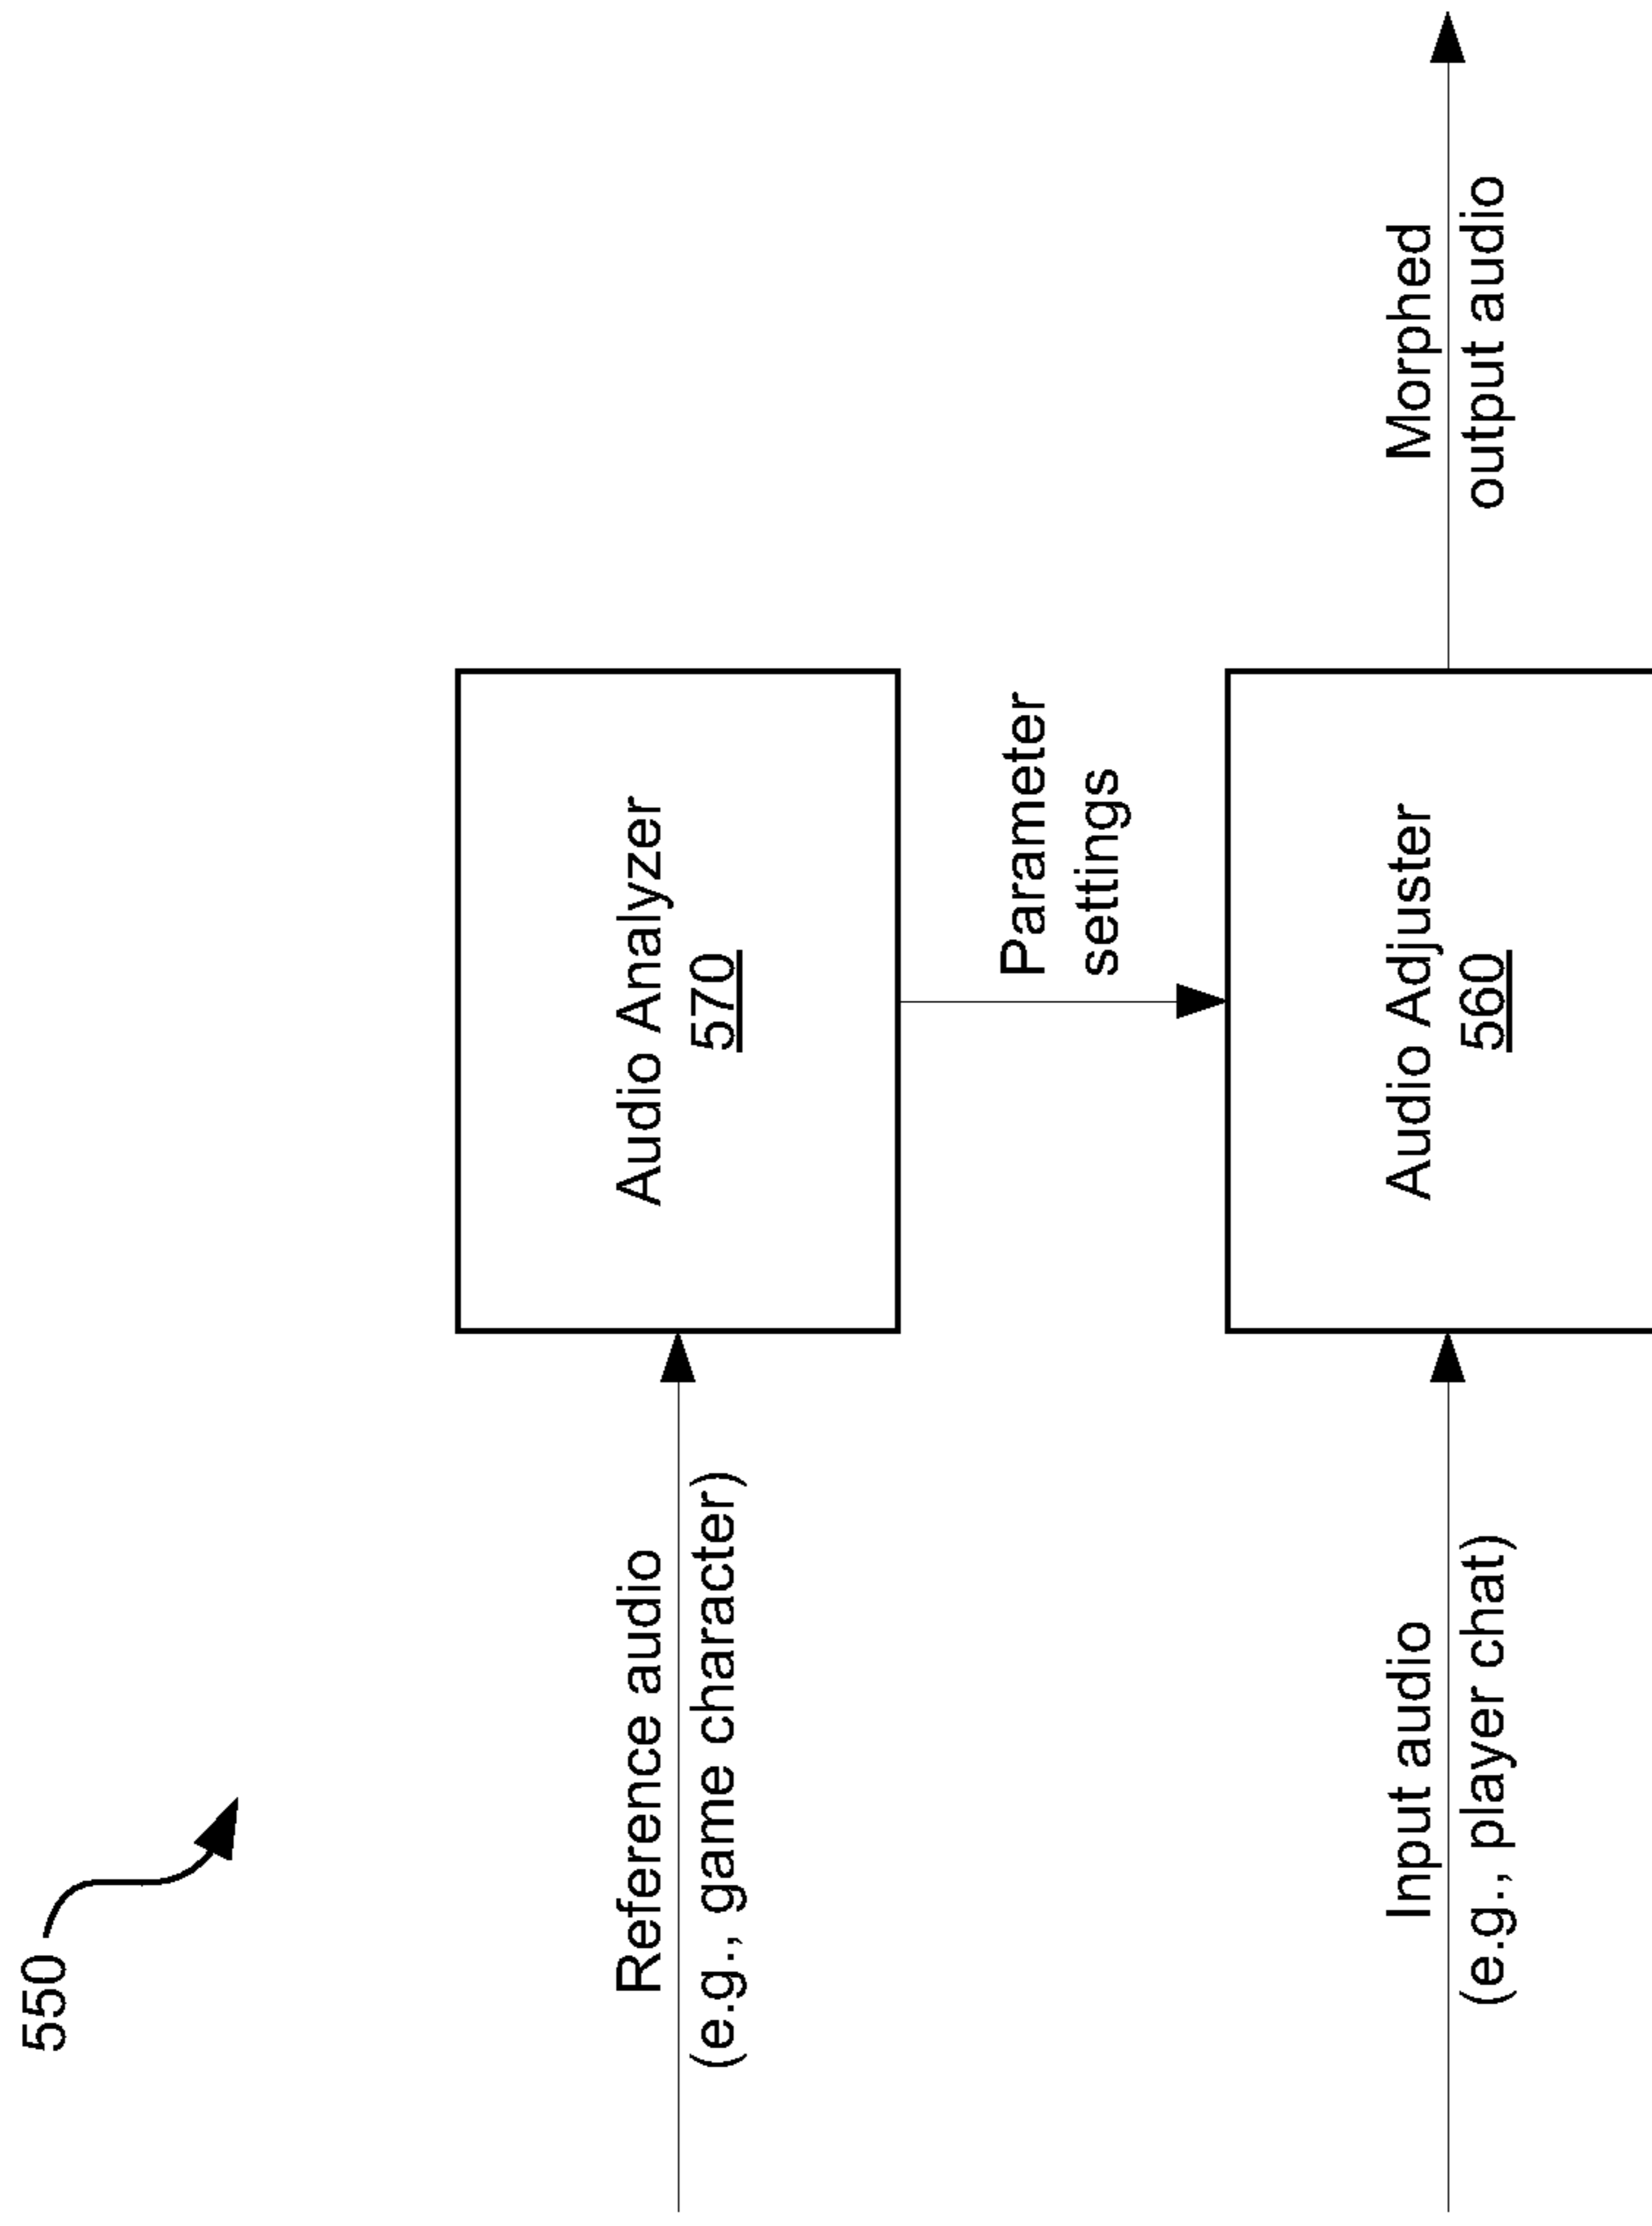 550
Reference audio
(e.g., game character)
Audio Analyzer
570
Parameter
settings
Input audio
(e.g., player chat)
Audio Adjuster
560
Morphed
output audio